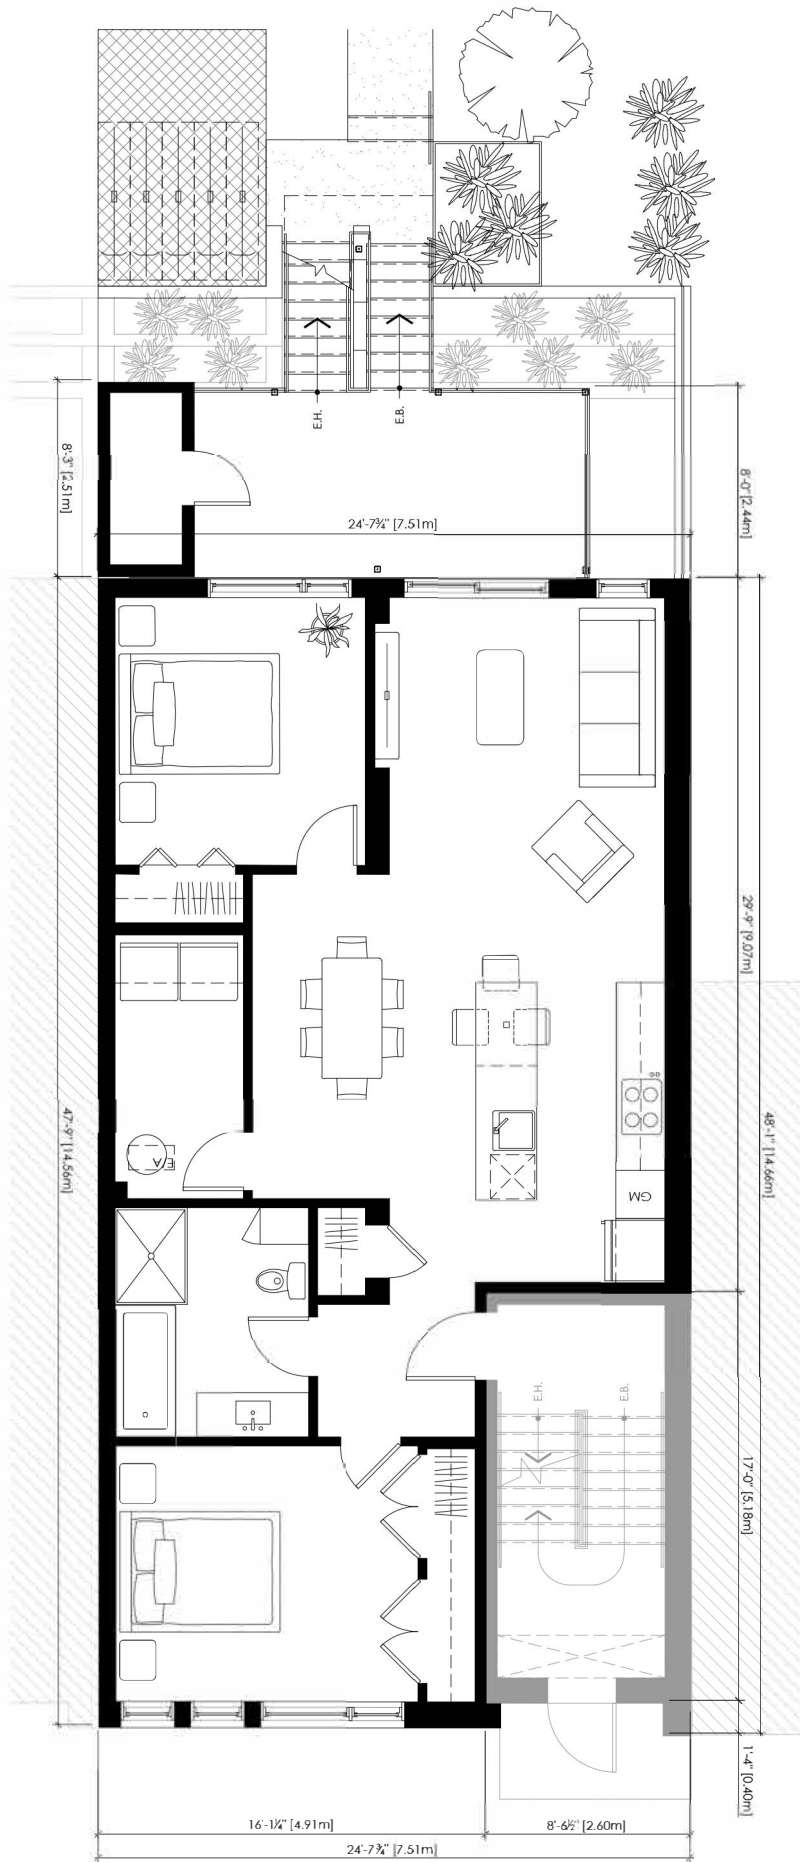 E.H.
E.B.
8'-3" [2.51m]
8'-0" [2.44m]
24'-7¾" [7.51m]
29'-9" [9.07m]
47'-9" [14.56m]
48'-1" [14.66m]
E/A
GM
E.H.
E.B.
17'-0" [5.18m]
1'-4" [0.40m]
16'-1¼" [4.91m]
8'-6½" [2.60m]
24'-7¾" [7.51m]